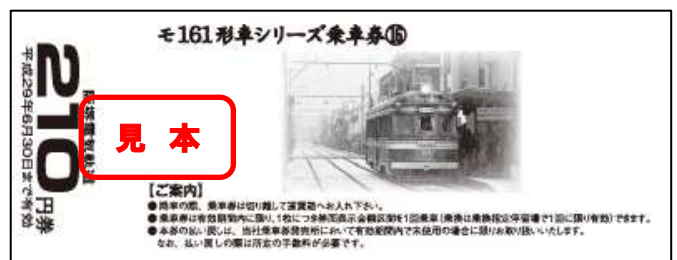 モ161形車シリーズ乗車券⑯
阪堺電気軌道
210円券
平成29年6月30日まで有効
見本
【ご案内】
●降車の際、乗車券は切り離して運賃箱へお入れ下さい。
●乗車券は有効期間内に限り、1枚につき券面表示金額区間を1回乗車(乗換は乗換指定停留場で1回に限り有効)できます。
●本券の払い戻しは、当社乗車券発売所において有効期間内で未使用の場合に限りお取り扱いいたします。
なお、払い戻しの際は所定の手数料が必要です。